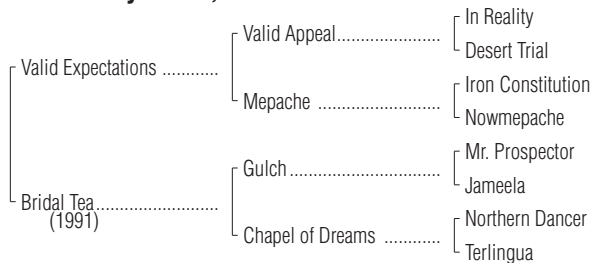 In Reality
Valid Appeal.....................
Desert Trial
Valid Expectations ............
Iron Constitution
Mepache .........................
Nowmepache
Mr. Prospector
Gulch...............................
Jameela
Bridal Tea.........................
(1991)
Northern Dancer
Chapel of Dreams ............
Terlingua